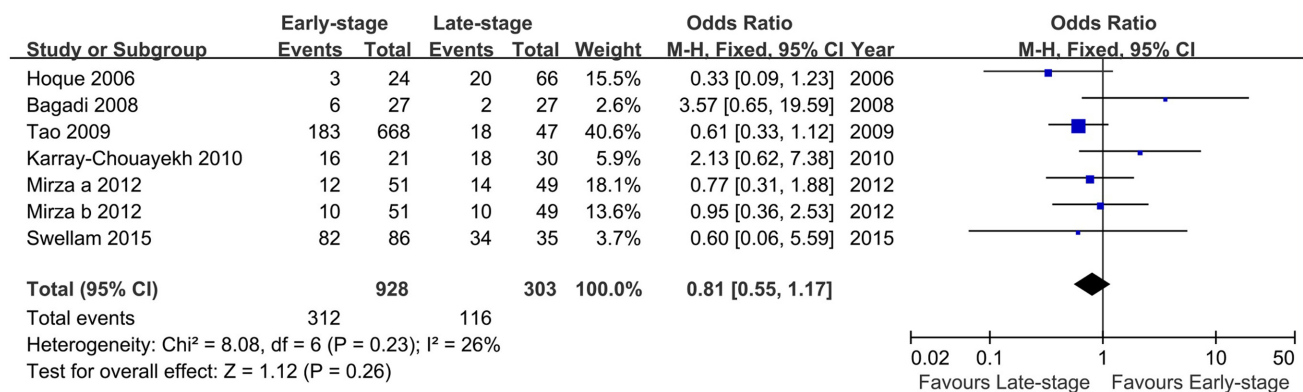 Early-stage Late-stage Odds Ratio Odds Ratio
Study or Subgroup Events Total Events Total Weight M-H, Fixed, 95% CI Year M-H, Fixed, 95% CI
Hoque 2006 3 24 20 66 15.5% 0.33 [0.09, 1.23] 2006
Bagadi 2008 6 27 2 27 2.6% 3.57 [0.65, 19.59] 2008
Tao 2009 183 668 18 47 40.6% 0.61 [0.33, 1.12] 2009
Karray-Chouayekh 2010 16 21 18 30 5.9% 2.13 [0.62, 7.38] 2010
Mirza a 2012 12 51 14 49 18.1% 0.77 [0.31, 1.88] 2012
Mirza b 2012 10 51 10 49 13.6% 0.95 [0.36, 2.53] 2012
Swellam 2015 82 86 34 35 3.7% 0.60 [0.06, 5.59] 2015
Total (95% CI) 928 303 100.0% 0.81 [0.55, 1.17]
Total events 312 116
Heterogeneity: Chi² = 8.08, df = 6 (P = 0.23); I² = 26%
Test for overall effect: Z = 1.12 (P = 0.26)
0.02 0.1 1 10 50
Favours Late-stage Favours Early-stage